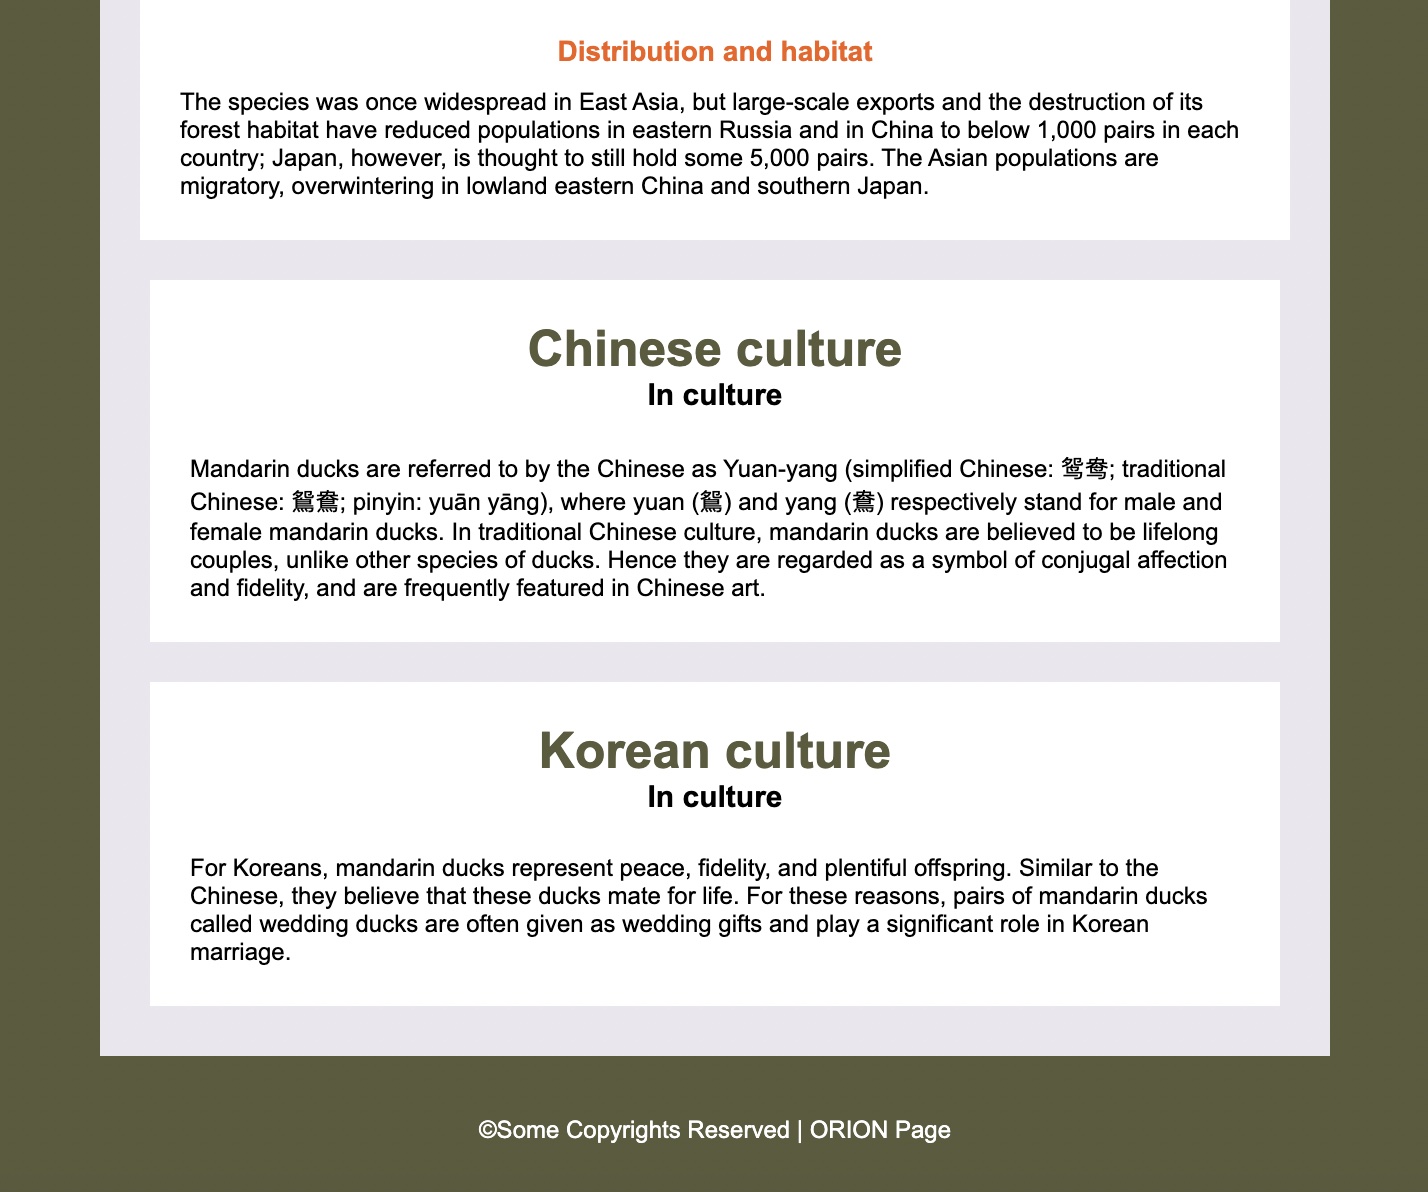 Distribution and habitat
The species was once widespread in East Asia, but large-scale exports and the destruction of its
forest habitat have reduced populations in eastern Russia and in China to below 1,000 pairs in each
country; Japan, however, is thought to still hold some 5,000 pairs. The Asian populations are
migratory, overwintering in lowland eastern China and southern Japan.
Chinese culture
In culture
Mandarin ducks are referred to by the Chinese as Yuan-yang (simplified Chinese: 鸳鸯; traditional
Chinese: 鴛鴦; pinyin: yuān yāng), where yuan (鴛) and yang (鴦) respectively stand for male and
female mandarin ducks. In traditional Chinese culture, mandarin ducks are believed to be lifelong
couples, unlike other species of ducks. Hence they are regarded as a symbol of conjugal affection
and fidelity, and are frequently featured in Chinese art.
Korean culture
In culture
For Koreans, mandarin ducks represent peace, fidelity, and plentiful offspring. Similar to the
Chinese, they believe that these ducks mate for life. For these reasons, pairs of mandarin ducks
called wedding ducks are often given as wedding gifts and play a significant role in Korean
marriage.
©Some Copyrights Reserved | ORION Page